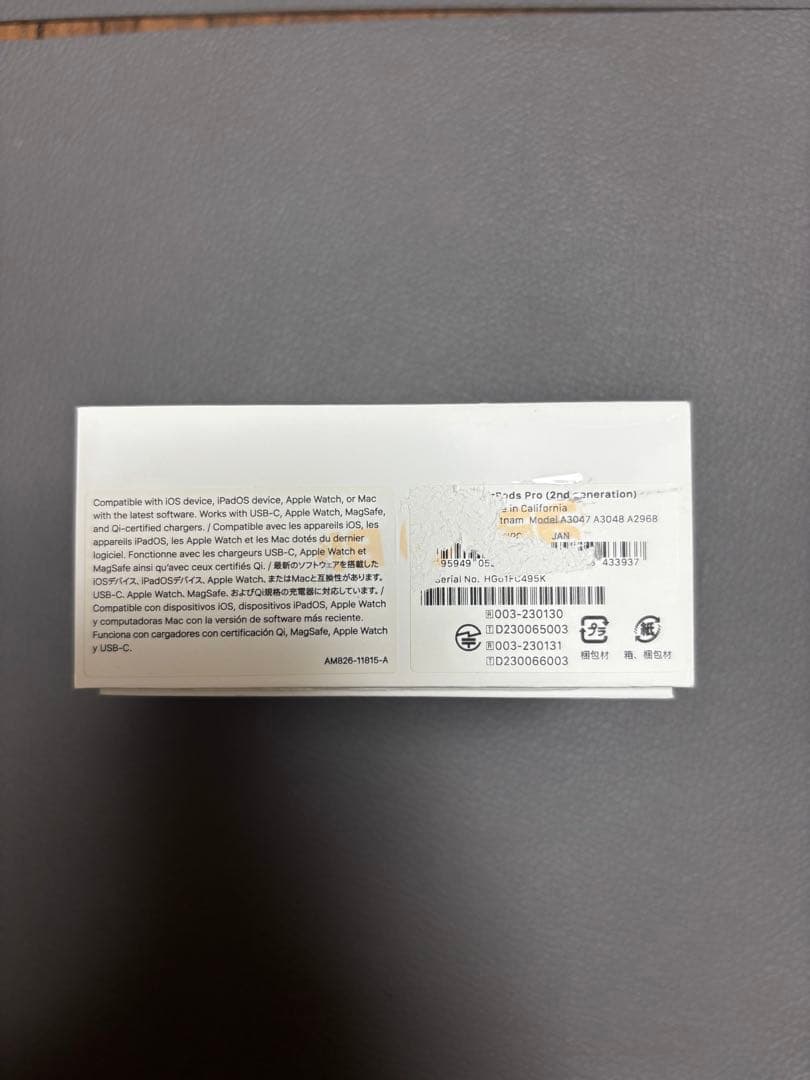 Compatible with iOS device, iPadOS device, Apple Watch, or Mac
with the latest software. Works with USB-C, Apple Watch, MagSafe,
and Qi-certified chargers. / Compatible avec les appareils iOS, les
appareils iPadOS, les Apple Watch et les Mac dotés du dernier
logiciel. Fonctionne avec les chargeurs USB-C, Apple Watch et
MagSafe ainsi qu'avec ceux certifiés Qi. / 最新のソフトウェアを搭載した
iOSデバイス、iPadOSデバイス、Apple Watch、またはMacと互換性があります。
USB-C、Apple Watch、MagSafe、およびQi規格の充電器に対応しています。/
Compatible con dispositivos iOS, dispositivos iPadOS, Apple Watch
y computadoras Mac con la versión de software más reciente.
Funciona con cargadores con certificación Qi, MagSafe, Apple Watch
y USB-C.
AM826-11815-A
Pods Pro (2nd generation)
in California
tnam Model A3047 A3048 A2968
JAN
95949 433937
Serial No.
R003-230130
T D230065003
R003-230131
T D230066003
プラ
梱包材
紙
箱、梱包材